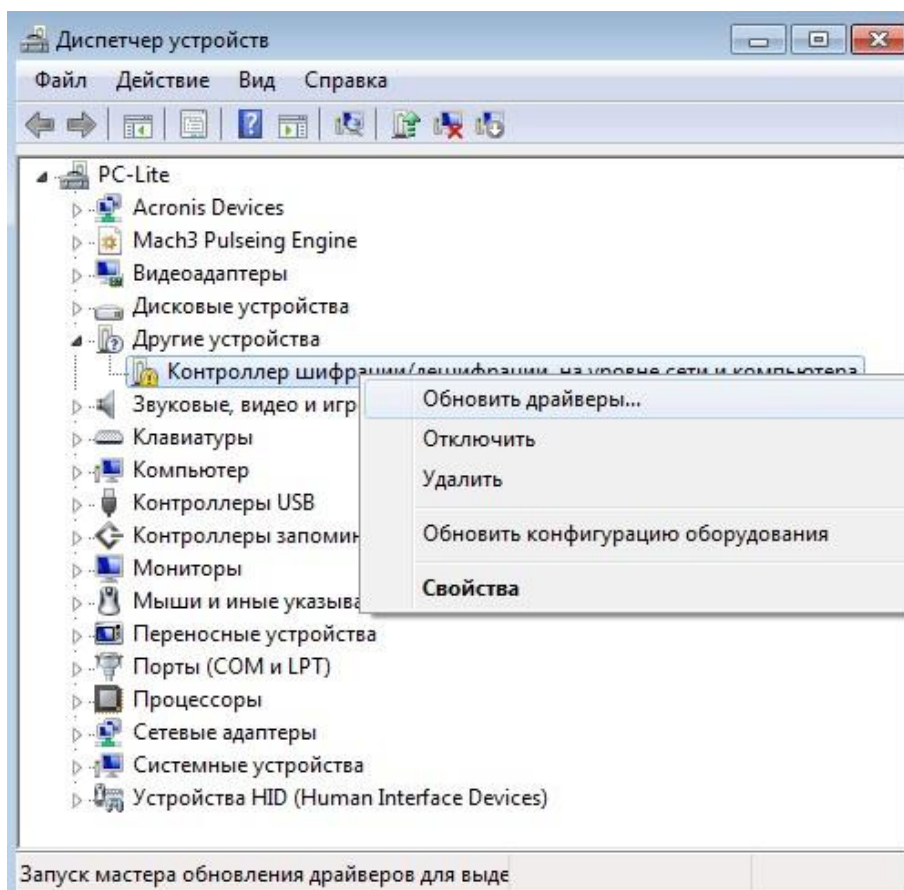 Диспетчер устройств
Файл Действие Вид Справка
PC-Lite
Acronis Devices
Mach3 Pulseing Engine
Видеоадаптеры
Дисковые устройства
Другие устройства
Контроллер шифрации/дешифрации, на уровне сети и компьютера
Звуковые, видео и игр
Клавиатуры
Компьютер
Контроллеры USB
Контроллеры запомин
Мониторы
Мыши и иные указыва
Переносные устройства
Порты (COM и LPT)
Процессоры
Сетевые адаптеры
Системные устройства
Устройства HID (Human Interface Devices)
Обновить драйверы...
Отключить
Удалить
Обновить конфигурацию оборудования
Свойства
Запуск мастера обновления драйверов для выде